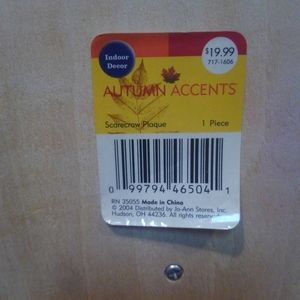 Indoor
Decor
$19.99
717-1606
AUTUMN ACCENTS
Scarecrow Plaque 1 Piece
0 99794 46504 1
RN 35055 Made in China
© 2004 Distributed by Jo-Ann Stores, Inc.
Hudson, OH 44236. All rights reserved.